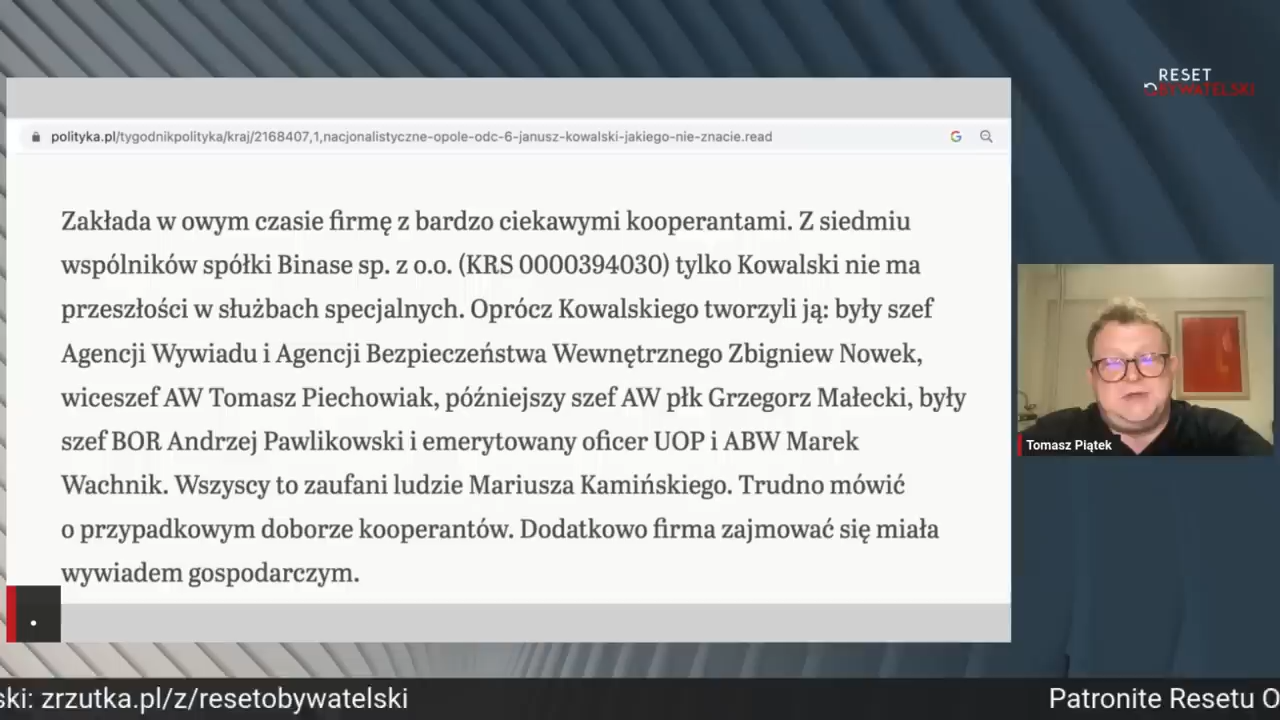 RESET
OBYWATELSKI
polityka.pl/tygodnikpolityka/kraj/2168407,1,nacjonalistyczne-opole-odc-6-janusz-kowalski-jakiego-nie-znacie.read
Zakłada w owym czasie firmę z bardzo ciekawymi kooperantami. Z siedmiu
wspólników spółki Binase sp. z o.o. (KRS 0000394030) tylko Kowalski nie ma
przeszłości w służbach specjalnych. Oprócz Kowalskiego tworzyli ją: były szef
Agencji Wywiadu i Agencji Bezpieczeństwa Wewnętrznego Zbigniew Nowek,
wiceszef AW Tomasz Piechowiak, późniejszy szef AW płk Grzegorz Małecki, były
szef BOR Andrzej Pawlikowski i emerytowany oficer UOP i ABW Marek
Wachnik. Wszyscy to zaufani ludzie Mariusza Kamińskiego. Trudno mówić
o przypadkowym doborze kooperantów. Dodatkowo firma zajmować się miała
wywiadem gospodarczym.
Tomasz Piątek
.
ski: zrzutka.pl/z/resetobywatelski
Patronite Resetu O